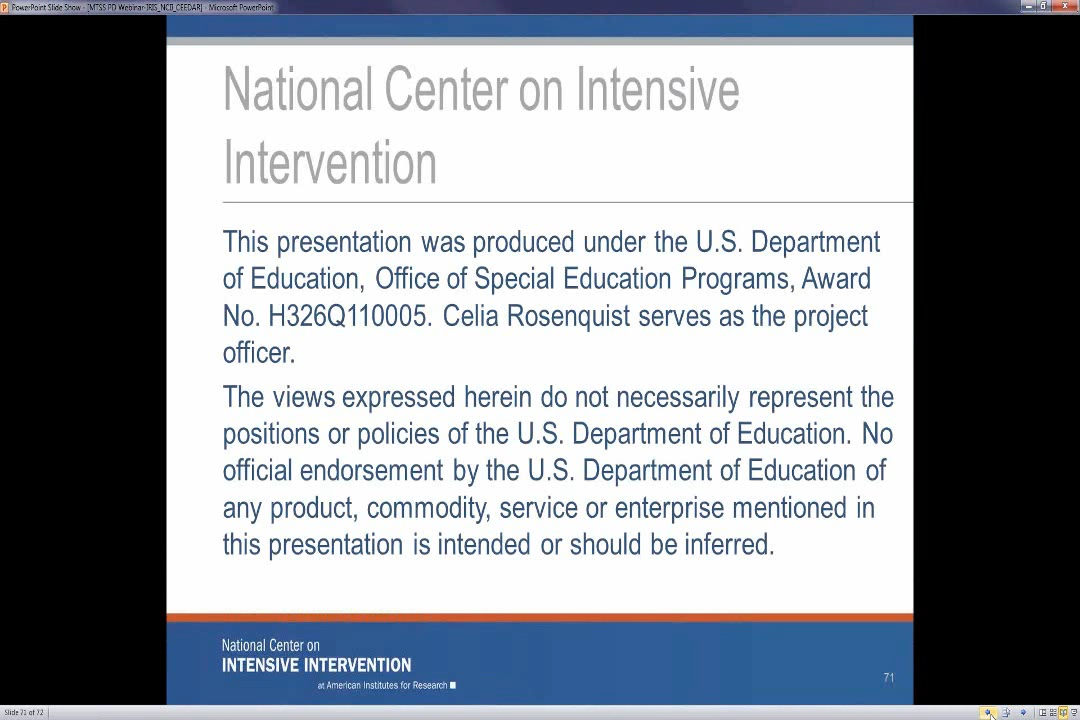 PowerPoint Slide Show - [MTSS PD Webinar-IRIS_NCII_CEEDAR] - Microsoft PowerPoint
National Center on Intensive
Intervention
This presentation was produced under the U.S. Department
of Education, Office of Special Education Programs, Award
No. H326Q110005. Celia Rosenquist serves as the project
officer.
The views expressed herein do not necessarily represent the
positions or policies of the U.S. Department of Education. No
official endorsement by the U.S. Department of Education of
any product, commodity, service or enterprise mentioned in
this presentation is intended or should be inferred.
National Center on
INTENSIVE INTERVENTION
at American Institutes for Research
71
Slide 71 of 72